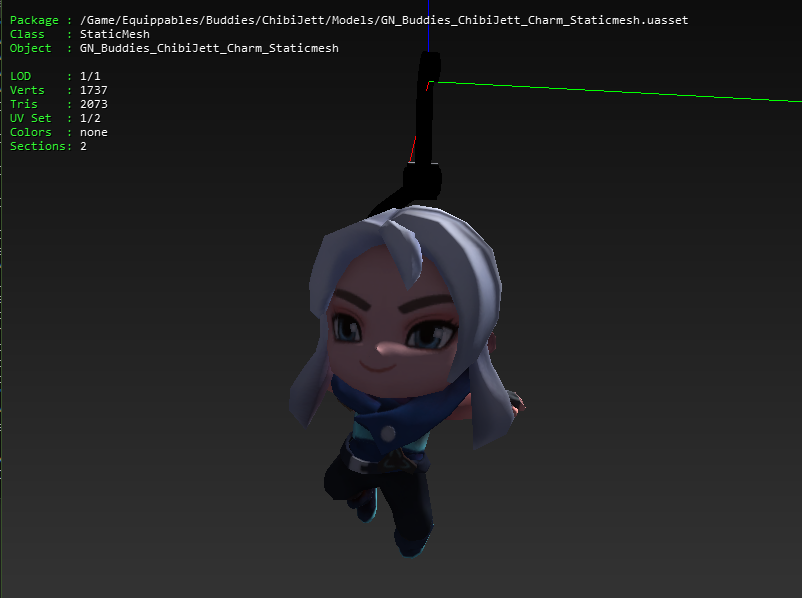 Package : /Game/Equippables/Buddies/ChibiJett/Models/GN_Buddies_ChibiJett_Charm_Staticmesh.uasset
Class : StaticMesh
Object : GN_Buddies_ChibiJett_Charm_Staticmesh
LOD : 1/1
Verts : 1737
Tris : 2073
UV Set : 1/2
Colors : none
Sections: 2